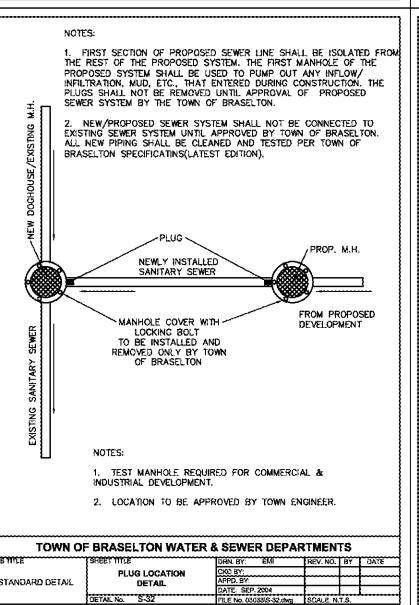 NOTES:
1. FIRST SECTION OF PROPOSED SEWER LINE SHALL BE ISOLATED FROM
THE REST OF THE PROPOSED SYSTEM. THE FIRST MANHOLE OF THE
PROPOSED SYSTEM SHALL BE USED TO PUMP OUT ANY INFLOW/
INFILTRATION, MUD, ETC., THAT ENTERED DURING CONSTRUCTION. THE
PLUGS SHALL NOT BE REMOVED UNTIL APPROVAL OF PROPOSED
SEWER SYSTEM BY THE TOWN OF BRASELTON.
2. NEW/PROPOSED SEWER SYSTEM SHALL NOT BE CONNECTED TO
EXISTING SEWER SYSTEM UNTIL APPROVED BY TOWN OF BRASELTON.
ALL NEW PIPING SHALL BE CLEANED AND TESTED PER TOWN OF
BRASELTON SPECIFICATINS(LATEST EDITION).
NEW DOGHOUSE/EXISTING M.H.
PLUG
NEWLY INSTALLED
SANITARY SEWER
PROP. M.H.
MANHOLE COVER WITH
LOCKING BOLT
TO BE INSTALLED AND
REMOVED ONLY BY TOWN
OF BRASELTON
FROM PROPOSED
DEVELOPMENT
EXISTING SANITARY SEWER
NOTES:
1. TEST MANHOLE REQUIRED FOR COMMERCIAL &
INDUSTRIAL DEVELOPMENT.
2. LOCATION TO BE APPROVED BY TOWN ENGINEER.
TOWN OF BRASELTON WATER & SEWER DEPARTMENTS
TITLE
STANDARD DETAIL
SHEET TITLE
PLUG LOCATION
DETAIL
DETAIL No. S-32
DRN. BY: EMI
CKD BY:
APPD. BY:
DATE: SEP, 2004
FILE No. 03033\S-32.dwg
REV. NO. BY DATE
SCALE: N.T.S.